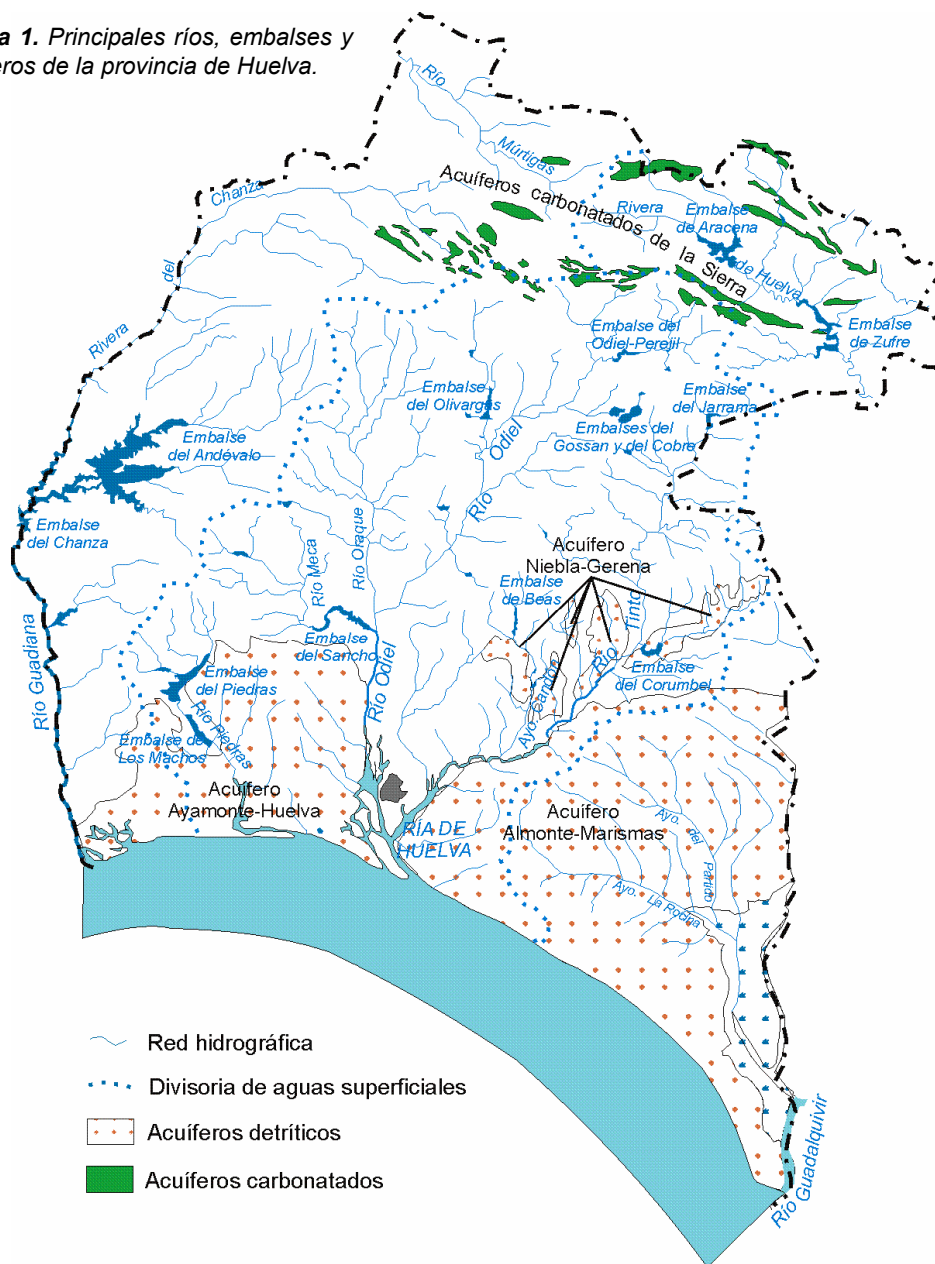 a 1. Principales ríos, embalses y
eros de la provincia de Huelva.
Río
Múrtigas
Acuíferos carbonatados de la Sierra
Chanza
del
Rivera
Rivera
de Huelva
Embalse
de Aracena
Embalse
de Zufre
Embalse del
Odiel-Perejil
Embalse
del Olivargas
Embalse
del Jarrama
Embalses del
Gossan y del Cobre
Odiel
Río
Embalse
del Andévalo
Embalse
del Chanza
Río Meca
Río Oraque
Acuífero
Niebla-Gerena
Embalse
de Beas
Tinto
Río
Embalse
del Sancho
Embalse
del Corumbel
Río Guadiana
Embalse
del Piedras
Río Odiel
Río Piedras
Embalse de
Los Machos
Ayo. Candón
Acuífero
Ayamonte-Huelva
RÍA DE
HUELVA
Acuífero
Almonte-Marismas
Ayo. del Partido
Ayo. La Rocina
Red hidrográfica
Divisoria de aguas superficiales
Acuíferos detríticos
Acuíferos carbonatados
Río Guadalquivir